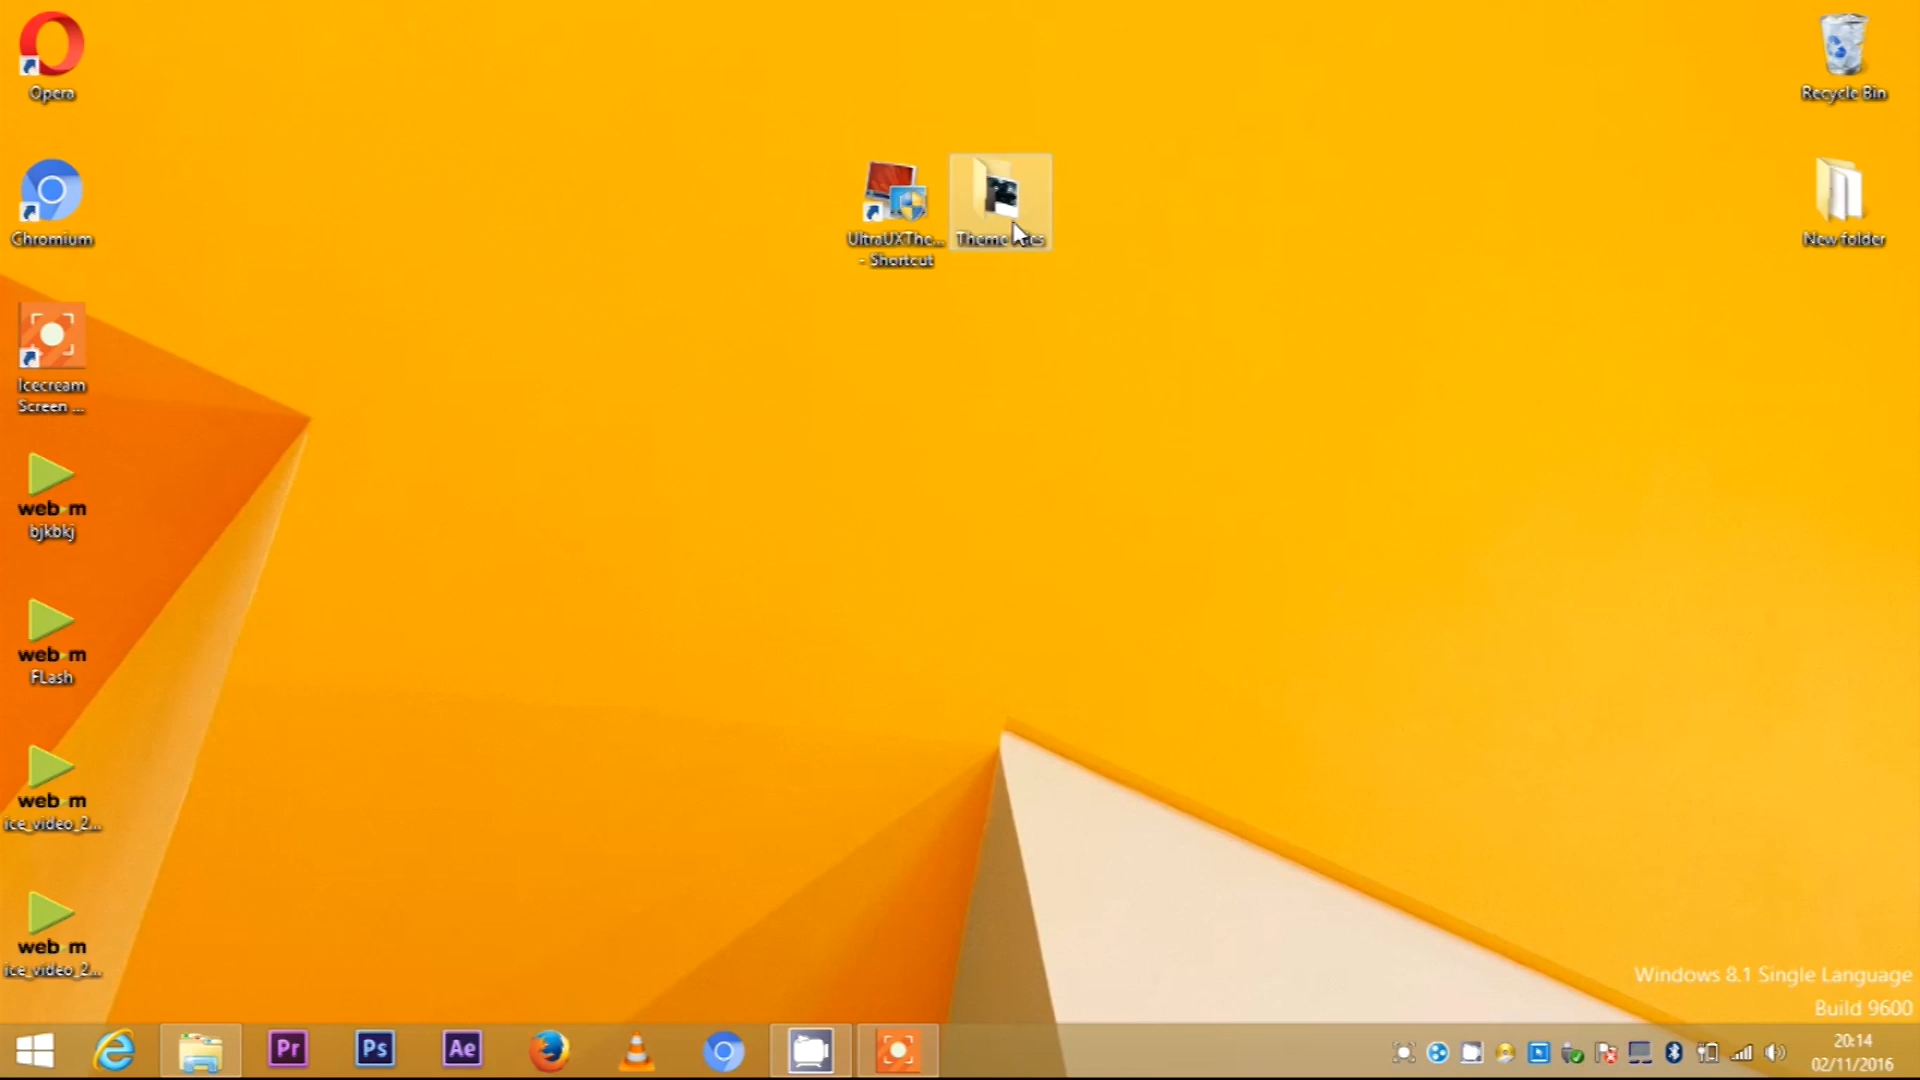 Opera
Chromium
Icecream
Screen ...
web m
bjkbkj
web m
FLash
web m
ice_video_2...
web m
ice_video_2...
UltraUXThe...
- Shortcut
Theme
Recycle Bin
New folder
Windows 8.1 Single Language
Build 9600
Pr
Ps
Ae
20:14
02/11/2016